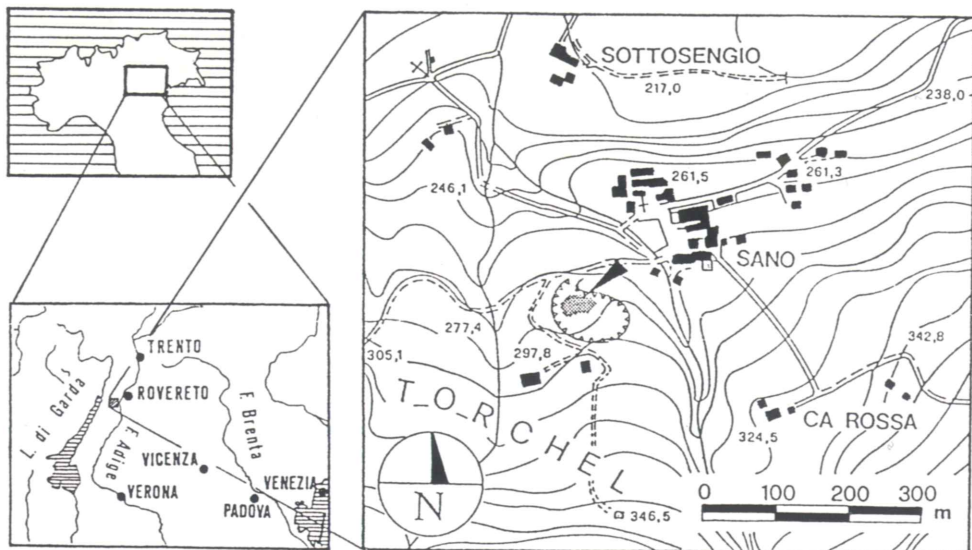 SOTTOSENGIO
217,0
238,0
246,1
261,5
261,3
SANO
277,4
305,1
297,8
342,8
T-O-RCHEL
CA ROSSA
324,5
346,5
N
0 100 200 300
m
TRENTO
ROVERETO
L. di Garda
F. Adige
F. Brenta
VICENZA
VENEZIA
VERONA
PADOVA